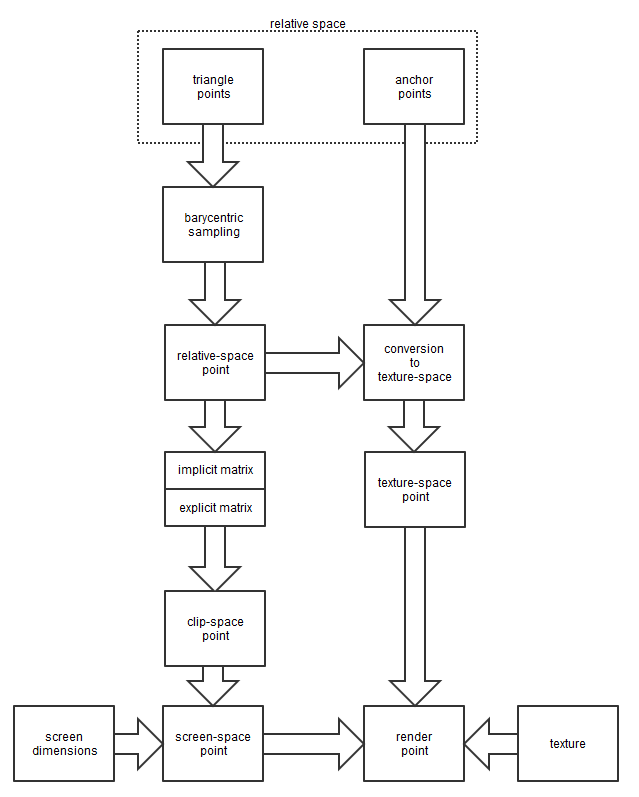 relative space
triangle
points
anchor
points
barycentric
sampling
relative-space
point
conversion
to
texture-space
implicit matrix
explicit matrix
texture-space
point
clip-space
point
screen
dimensions
screen-space
point
render
point
texture